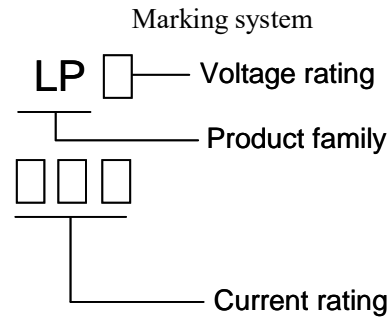 Marking system
LP
Voltage rating
Product family
Current rating